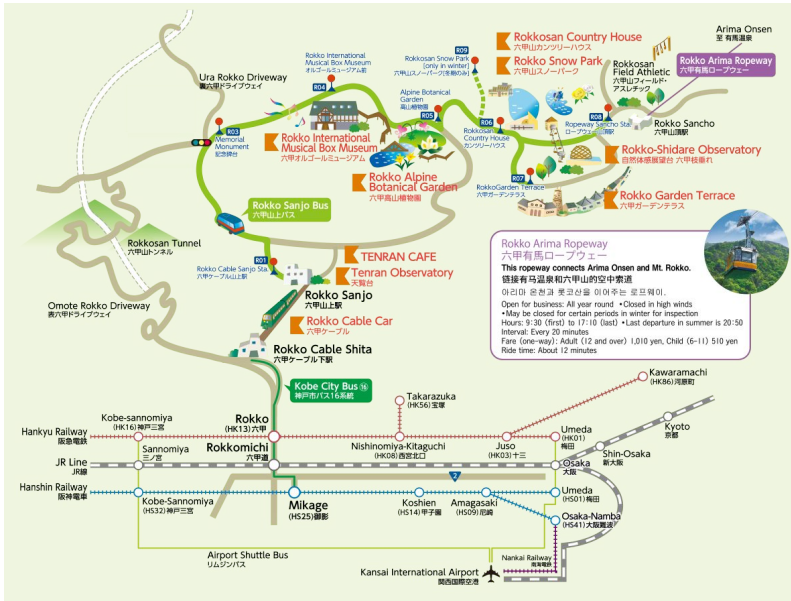 Rokkosan Country House
六甲山カンツリーハウス
Arima Onsen
至 有馬温泉
R09
Rokkosan Snow Park
[only in winter]
六甲山スノーパーク[冬期のみ]
Rokko Snow Park
六甲山スノーパーク
Rokkosan
Field Athletic
六甲山フィールド・
アスレチック
Rokko Arima Ropeway
六甲有馬ロープウェー
Rokko International
Musical Box Museum
オルゴールミュージアム前
Ura Rokko Driveway
裏六甲ドライブウェイ
R04
Alpine Botanical
Garden
高山植物園
R05
R03
Memorial
Monument
記念碑台
Rokko International
Musical Box Museum
六甲オルゴールミュージアム
R06
Rokkosan
Country House
カンツリーハウス
R08
Ropeway Sancho Sta.
ロープウェー山頂駅
Rokko Sancho
六甲山頂駅
Rokko-Shidare Observatory
自然体感展望台 六甲枝垂れ
Rokko Alpine
Botanical Garden
六甲高山植物園
R07
RokkoGarden Terrace
六甲ガーデンテラス
Rokko Garden Terrace
六甲ガーデンテラス
Rokko Sanjo Bus
六甲山上バス
Rokkosan Tunnel
六甲山トンネル
R01
Rokko Cable Sanjo Sta.
六甲ケーブル山上駅
TENRAN CAFE
Tenran Observatory
天覧台
Rokko Sanjo
六甲山上駅
Omote Rokko Driveway
表六甲ドライブウェイ
Rokko Cable Car
六甲ケーブル
Rokko Cable Shita
六甲ケーブル下駅
Rokko Arima Ropeway
六甲有馬ロープウェー
This ropeway connects Arima Onsen and Mt. Rokko.
链接有马温泉和六甲山的空中索道
아리마 온천과 롯코산을 이어주는 로프웨이.
Open for business: All year round •Closed in high winds
•May be closed for certain periods in winter for inspection
Hours: 9:30 (first) to 17:10 (last) •Last departure in summer is 20:50
Interval: Every 20 minutes
Fare (one-way): Adult (12 and over) 1,010 yen, Child (6-11) 510 yen
Ride time: About 12 minutes
Kobe City Bus⑯
神戸市バス16系統
Kawaramachi
(HK86)河原町
Takarazuka
(HK56)宝塚
Kobe-sannomiya
(HK16)神戸三宮
Rokko
(HK13)六甲
Hankyu Railway
阪急電鉄
Nishinomiya-Kitaguchi
(HK08)西宮北口
Juso
(HK03)十三
Umeda
(HK01)
梅田
Kyoto
京都
Shin-Osaka
新大阪
Sannomiya
三ノ宮
Rokkomichi
六甲道
JR Line
JR線
Osaka
大阪
2
Hanshin Railway
阪神電車
Kobe-Sannomiya
(HS32)神戸三宮
Mikage
(HS25)御影
Koshien
(HS14)甲子園
Amagasaki
(HS09)尼崎
Umeda
(HS01)梅田
Osaka-Namba
(HS41)大阪難波
Airport Shuttle Bus
リムジンバス
Nankai Railway
南海電鉄
Kansai International Airport
関西国際空港